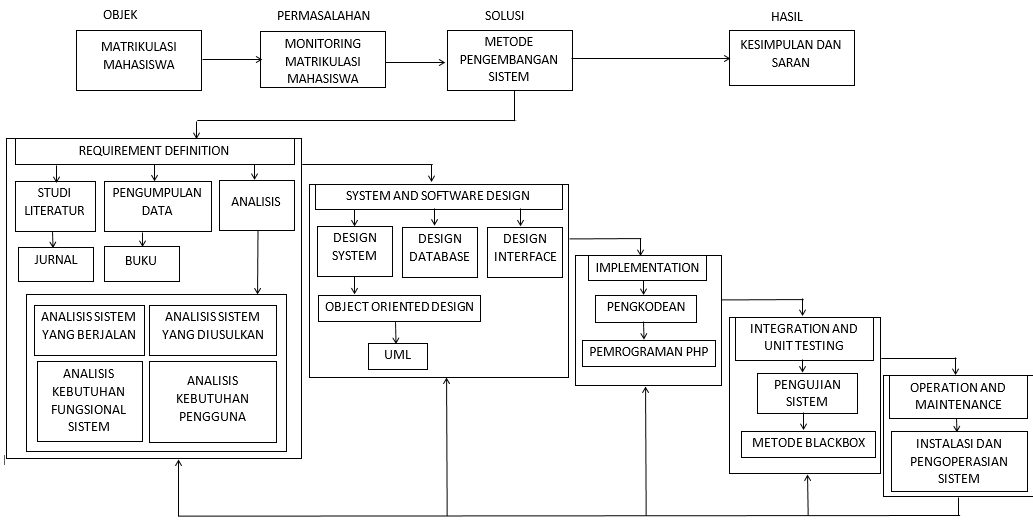 OBJEK
PERMASALAHAN
SOLUSI
HASIL
MATRIKULASI
MAHASISWA
MONITORING
MATRIKULASI
MAHASISWA
METODE
PENGEMBANGAN
SISTEM
KESIMPULAN DAN
SARAN
REQUIREMENT DEFINITION
STUDI
LITERATUR
PENGUMPULAN
DATA
ANALISIS
JURNAL
BUKU
ANALISIS SISTEM
YANG BERJALAN
ANALISIS SISTEM
YANG DIUSULKAN
ANALISIS
KEBUTUHAN
FUNGSIONAL
SISTEM
ANALISIS
KEBUTUHAN
PENGGUNA
SYSTEM AND SOFTWARE DESIGN
DESIGN
SYSTEM
DESIGN
DATABASE
DESIGN
INTERFACE
OBJECT ORIENTED DESIGN
UML
IMPLEMENTATION
PENGKODEAN
PEMROGRAMAN PHP
INTEGRATION AND
UNIT TESTING
PENGUJIAN
SISTEM
METODE BLACKBOX
OPERATION AND
MAINTENANCE
INSTALASI DAN
PENGOPERASIAN
SISTEM